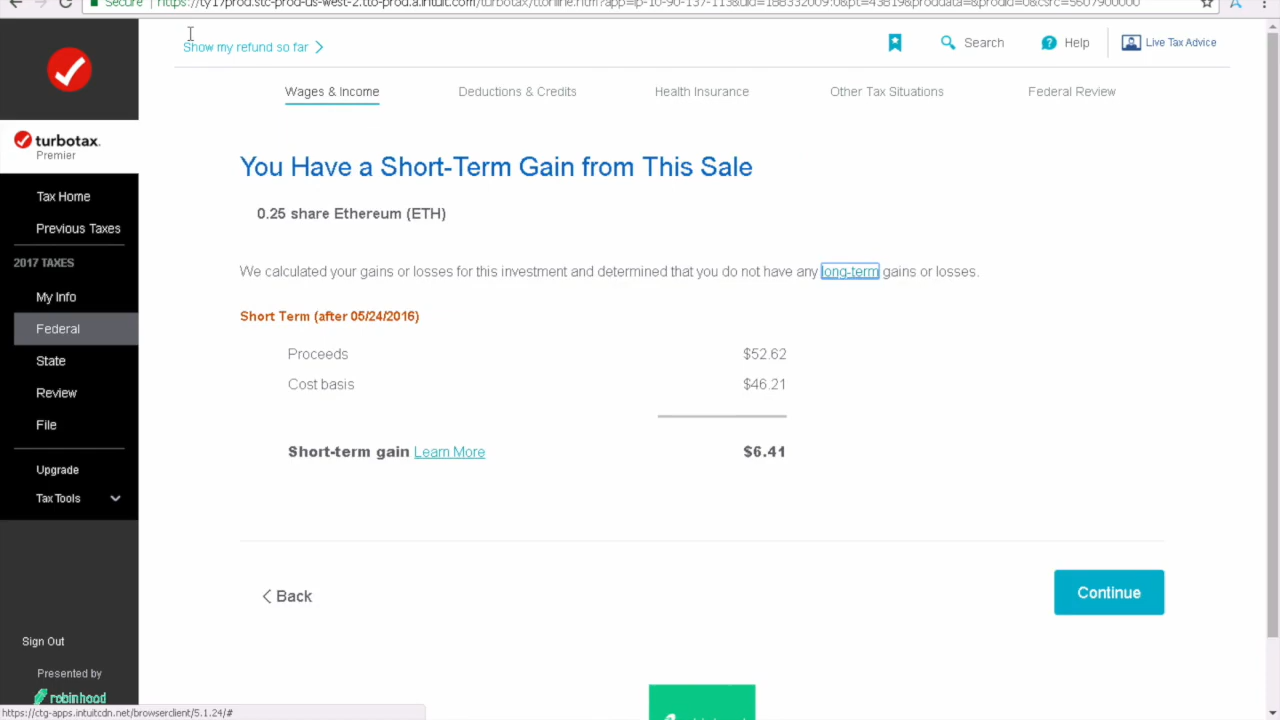 Secure
Show my refund so far
Search
Help
Live Tax Advice
Wages & Income
Deductions & Credits
Health Insurance
Other Tax Situations
Federal Review
turbotax.
Premier
Tax Home
Previous Taxes
2017 TAXES
My Info
Federal
State
Review
File
Upgrade
Tax Tools
Sign Out
Presented by
robinhood
You Have a Short-Term Gain from This Sale
0.25 share Ethereum (ETH)
We calculated your gains or losses for this investment and determined that you do not have any long-term gains or losses.
Short Term (after 05/24/2016)
Proceeds $52.62
Cost basis $46.21
Short-term gain Learn More $6.41
Back
Continue
https://ctg-apps.intuitcdn.net/browserclient/5.1.24/#